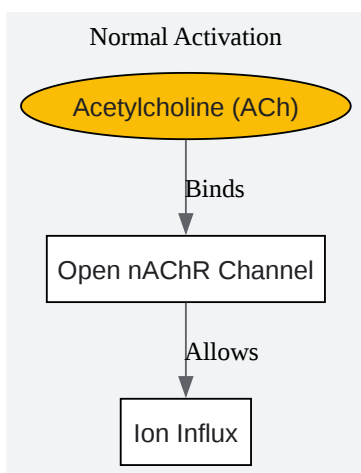 Normal Activation
Acetylcholine (ACh)
Binds
Open nAChR Channel
Allows
Ion Influx